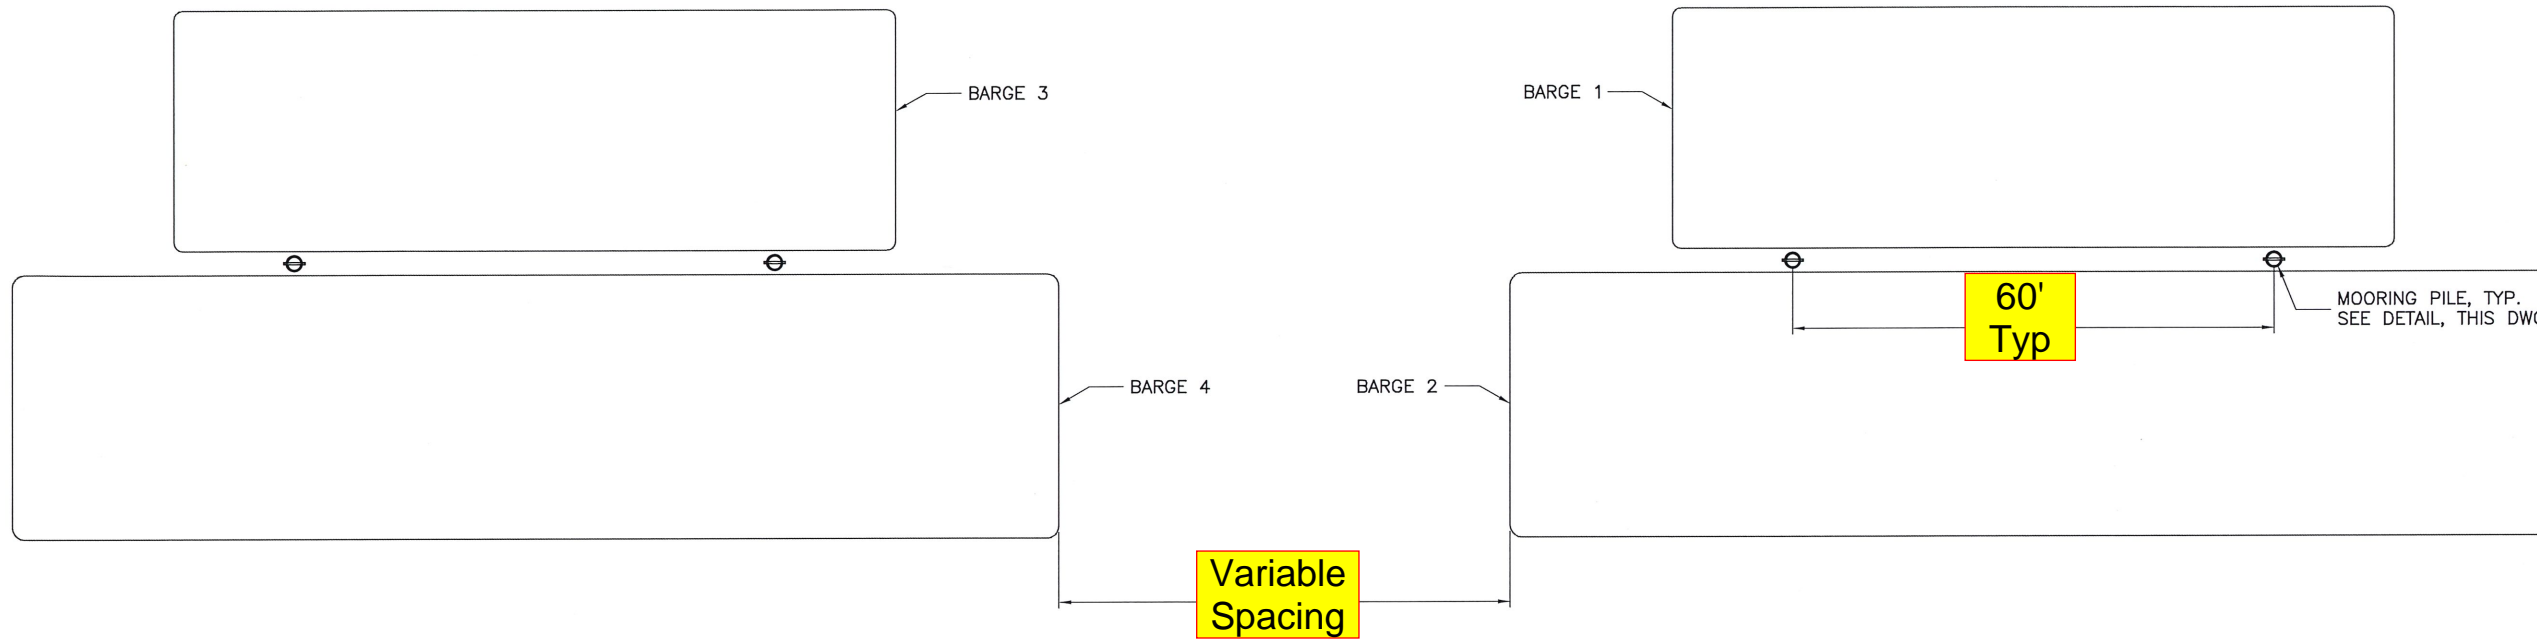 BARGE 3
BARGE 1
60'
Typ
MOORING PILE, TYP.
SEE DETAIL, THIS
BARGE 4
BARGE 2
Variable
Spacing